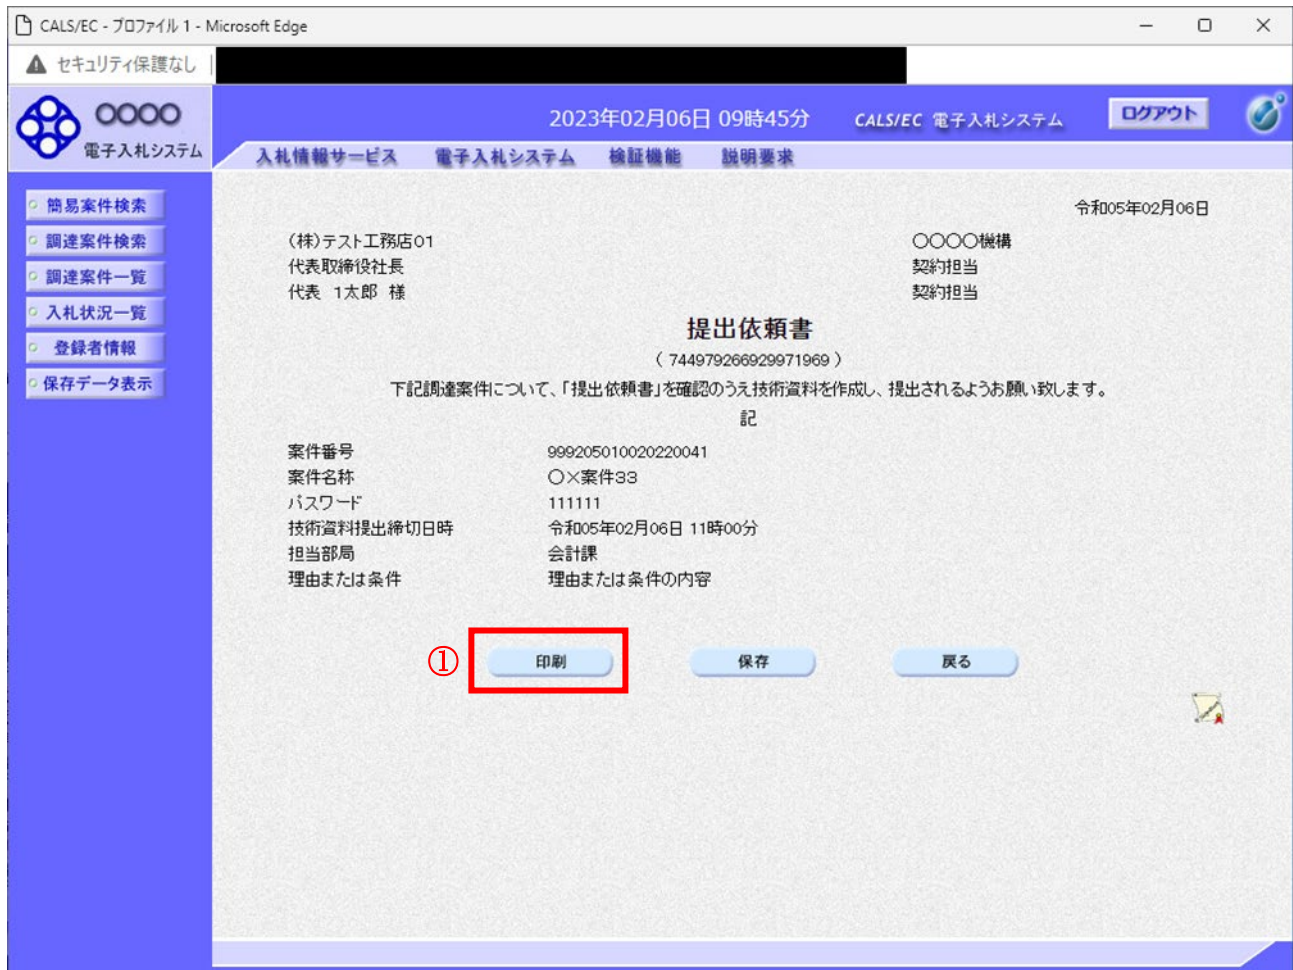 CALS/EC - プロファイル 1 - Microsoft Edge
セキュリティ保護なし
〇〇〇〇
電子入札システム
2023年02月06日 09時45分
CALS/EC 電子入札システム
ログアウト
入札情報サービス 電子入札システム 検証機能 説明要求
簡易案件検索
調達案件検索
調達案件一覧
入札状況一覧
登録者情報
保存データ表示
令和05年02月06日
(株)テスト工務店01
代表取締役社長
代表 1太郎 様
〇〇〇〇機構
契約担当
契約担当
提出依頼書
( 744979266929971969 )
下記調達案件について、「提出依頼書」を確認のうえ技術資料を作成し、提出されるようお願い致します。
記
案件番号 999205010020220041
案件名称 〇×案件33
パスワード 111111
技術資料提出締切日時 令和05年02月06日 11時00分
担当部局 会計課
理由または条件 理由または条件の内容
① 印刷 保存 戻る